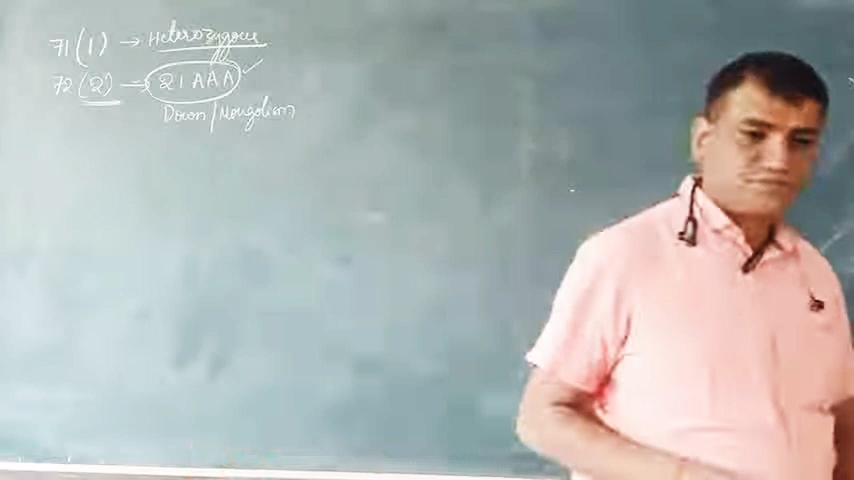 71 (1) → Heterozygous
72 (2) → 21 AAA ✓
Down / Mongolism